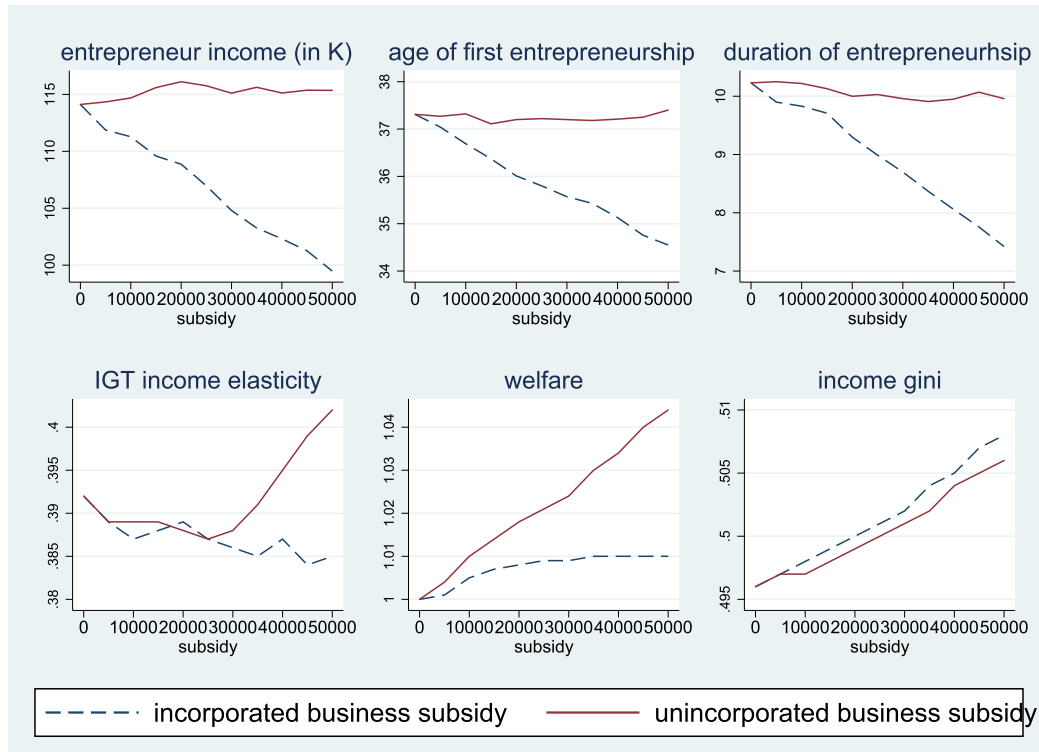 entrepreneur income (in K)
115
110
105
100
0 10000 20000 30000 40000 50000
subsidy
age of first entrepreneurship
38
37
36
35
34
0 10000 20000 30000 40000 50000
subsidy
duration of entrepreneurhsip
10
9
8
7
0 10000 20000 30000 40000 50000
subsidy
IGT income elasticity
.4
.395
.39
.385
.38
0 10000 20000 30000 40000 50000
subsidy
welfare
1.04
1.03
1.02
1.01
1
0 10000 20000 30000 40000 50000
subsidy
income gini
.51
.505
.5
.495
0 10000 20000 30000 40000 50000
subsidy
incorporated business subsidy unincorporated business subsidy